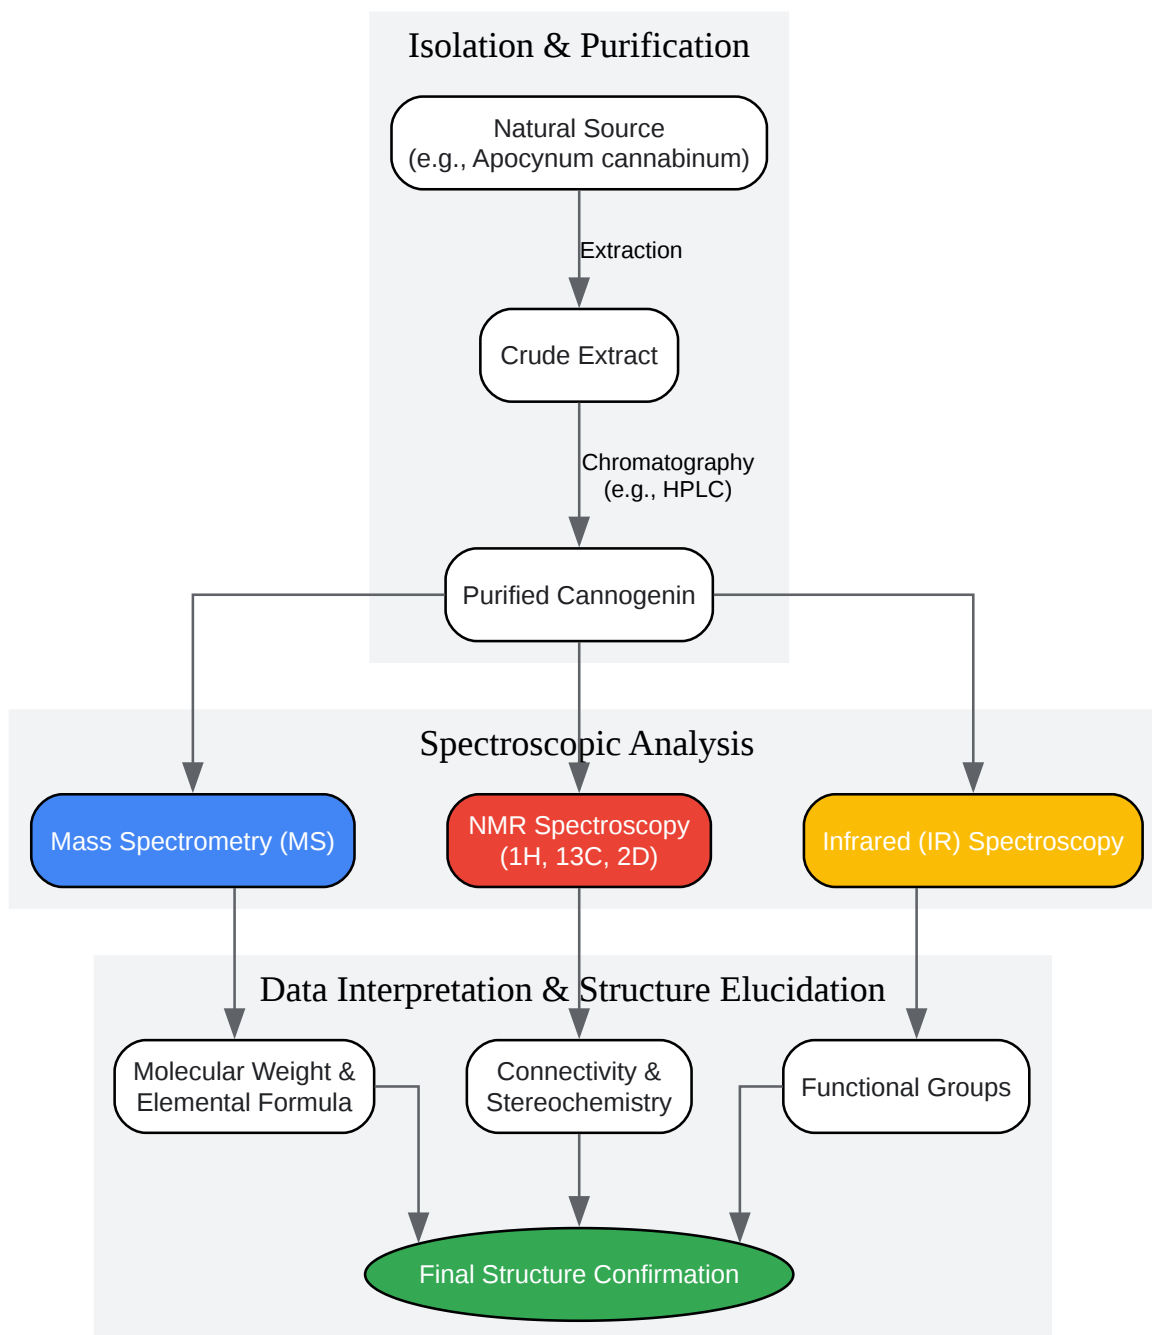 Isolation & Purification
Natural Source
(e.g., Apocynum cannabinum)
Extraction
Crude Extract
Chromatography
(e.g., HPLC)
Purified Cannogenin
Spectroscopic Analysis
Mass Spectrometry (MS)
NMR Spectroscopy
(1H, 13C, 2D)
Infrared (IR) Spectroscopy
Data Interpretation & Structure Elucidation
Molecular Weight &
Elemental Formula
Connectivity &
Stereochemistry
Functional Groups
Final Structure Confirmation